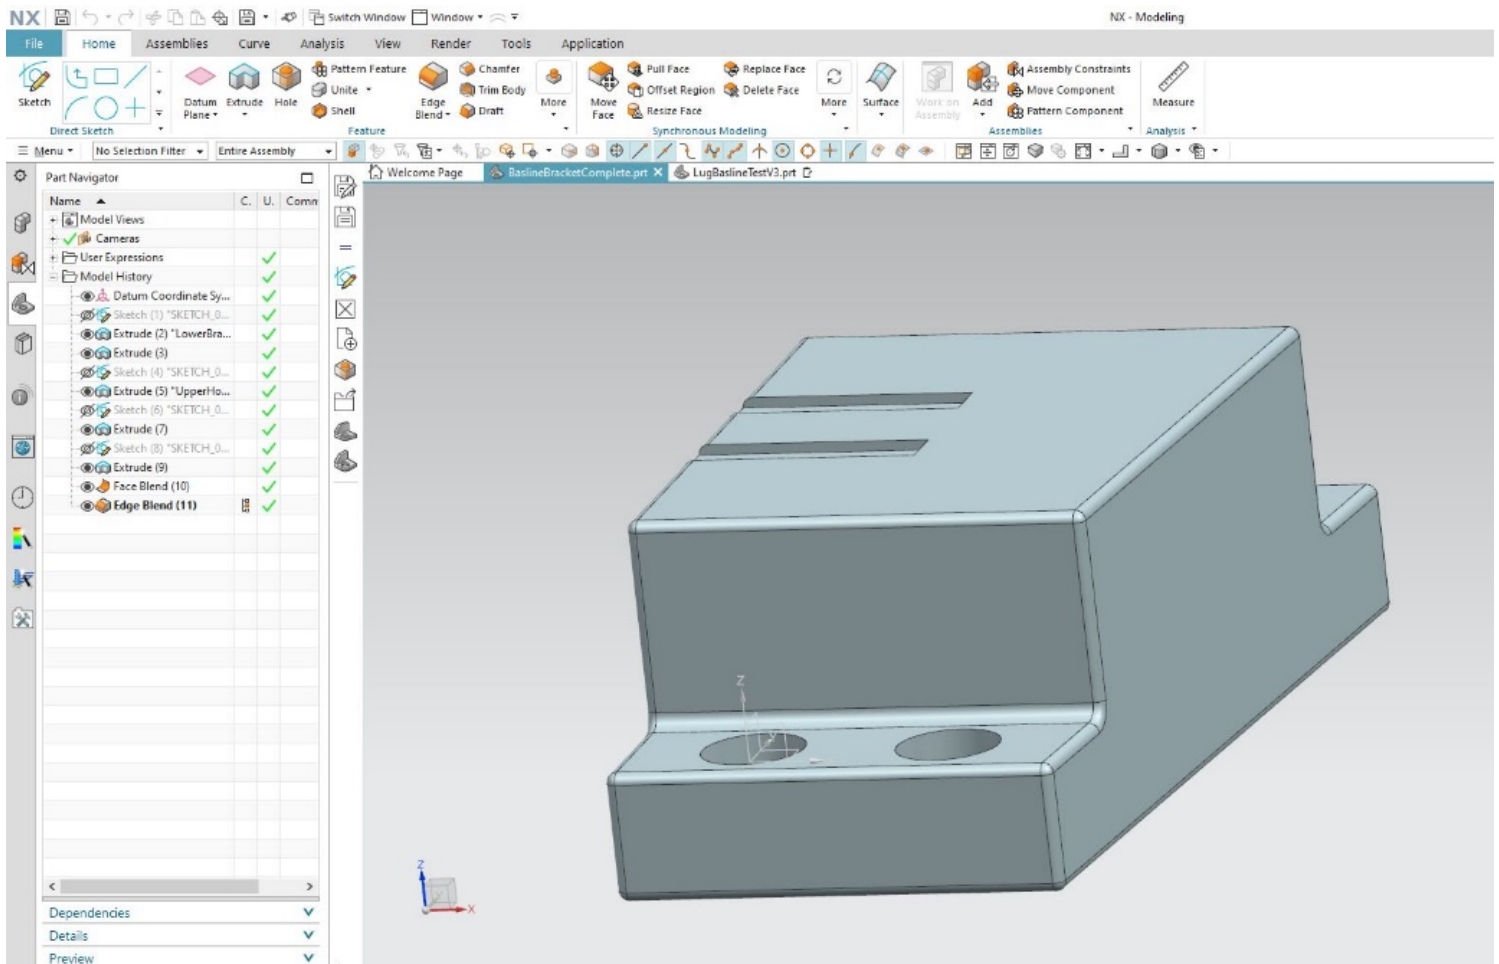 NX Switch Window Window NX - Modeling
File Home Assemblies Curve Analysis View Render Tools Application
Sketch
Direct Sketch
Datum Plane
Extrude
Hole
Pattern Feature
Unite
Shell
Edge Blend
Chamfer
Trim Body
Draft
More
Feature
Move Face
Pull Face
Offset Region
Resize Face
Replace Face
Delete Face
More
Synchronous Modeling
Surface
Work on Assembly
Add
Assembly Constraints
Move Component
Pattern Component
Assemblies
Measure
Analysis
Menu No Selection Filter Entire Assembly
Part Navigator
Welcome Page BaslineBracketComplete.prt LugBaslineTestV3.prt
Name C. U. Comm
Model Views
Cameras
User Expressions
Model History
Datum Coordinate Sy...
Sketch (1) "SKETCH_0...
Extrude (2) "LowerBra...
Extrude (3)
Sketch (4) "SKETCH_0...
Extrude (5) "UpperHo...
Sketch (6) "SKETCH_0...
Extrude (7)
Sketch (8) "SKETCH_0...
Extrude (9)
Face Blend (10)
Edge Blend (11)
Z
Z
X
Dependencies
Details
Preview